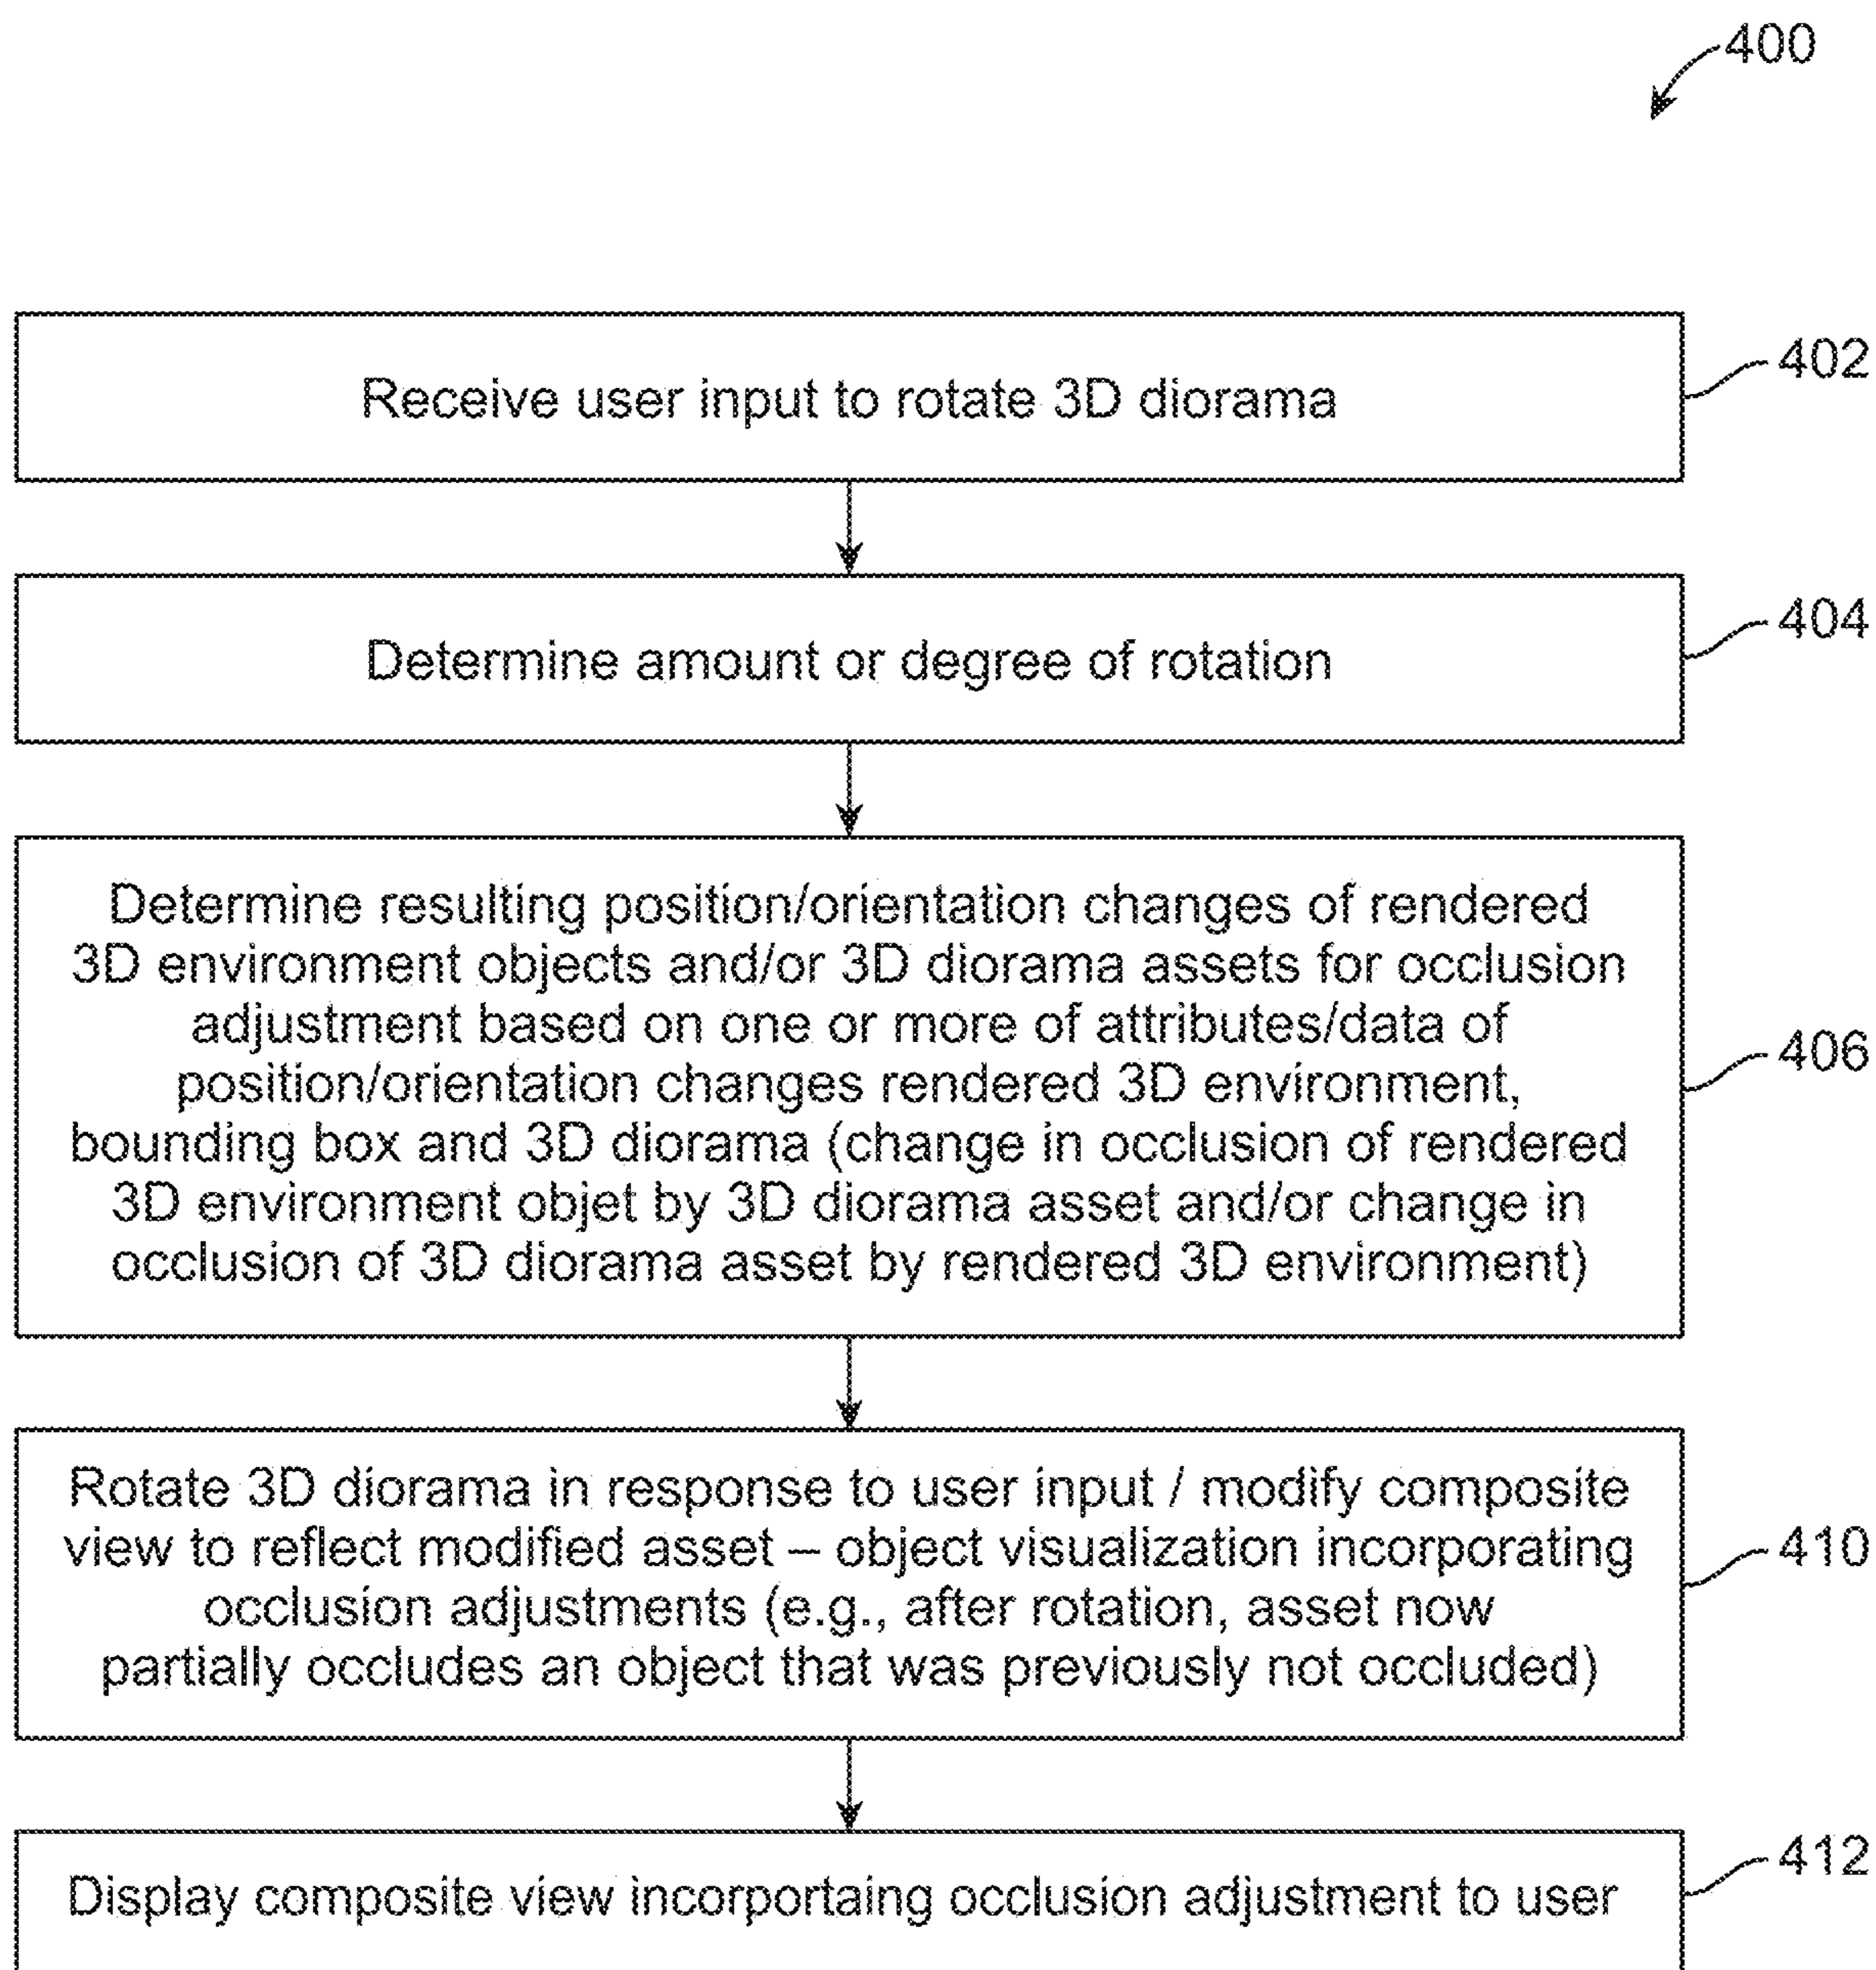 400
Receive user input to rotate 3D diorama
402
Determine amount or degree of rotation
404
Determine resulting position/orientation changes of rendered
3D environment objects and/or 3D diorama assets for occlusion
adjustment based on one or more of attributes/data of
position/orientation changes rendered 3D environment,
bounding box and 3D diorama (change in occlusion of rendered
3D environment objet by 3D diorama asset and/or change in
occlusion of 3D diorama asset by rendered 3D environment)
406
Rotate 3D diorama in response to user input / modify composite
view to reflect modified asset – object visualization incorporating
occlusion adjustments (e.g., after rotation, asset now
partially occludes an object that was previously not occluded)
410
Display composite view incorportaing occlusion adjustment to user
412